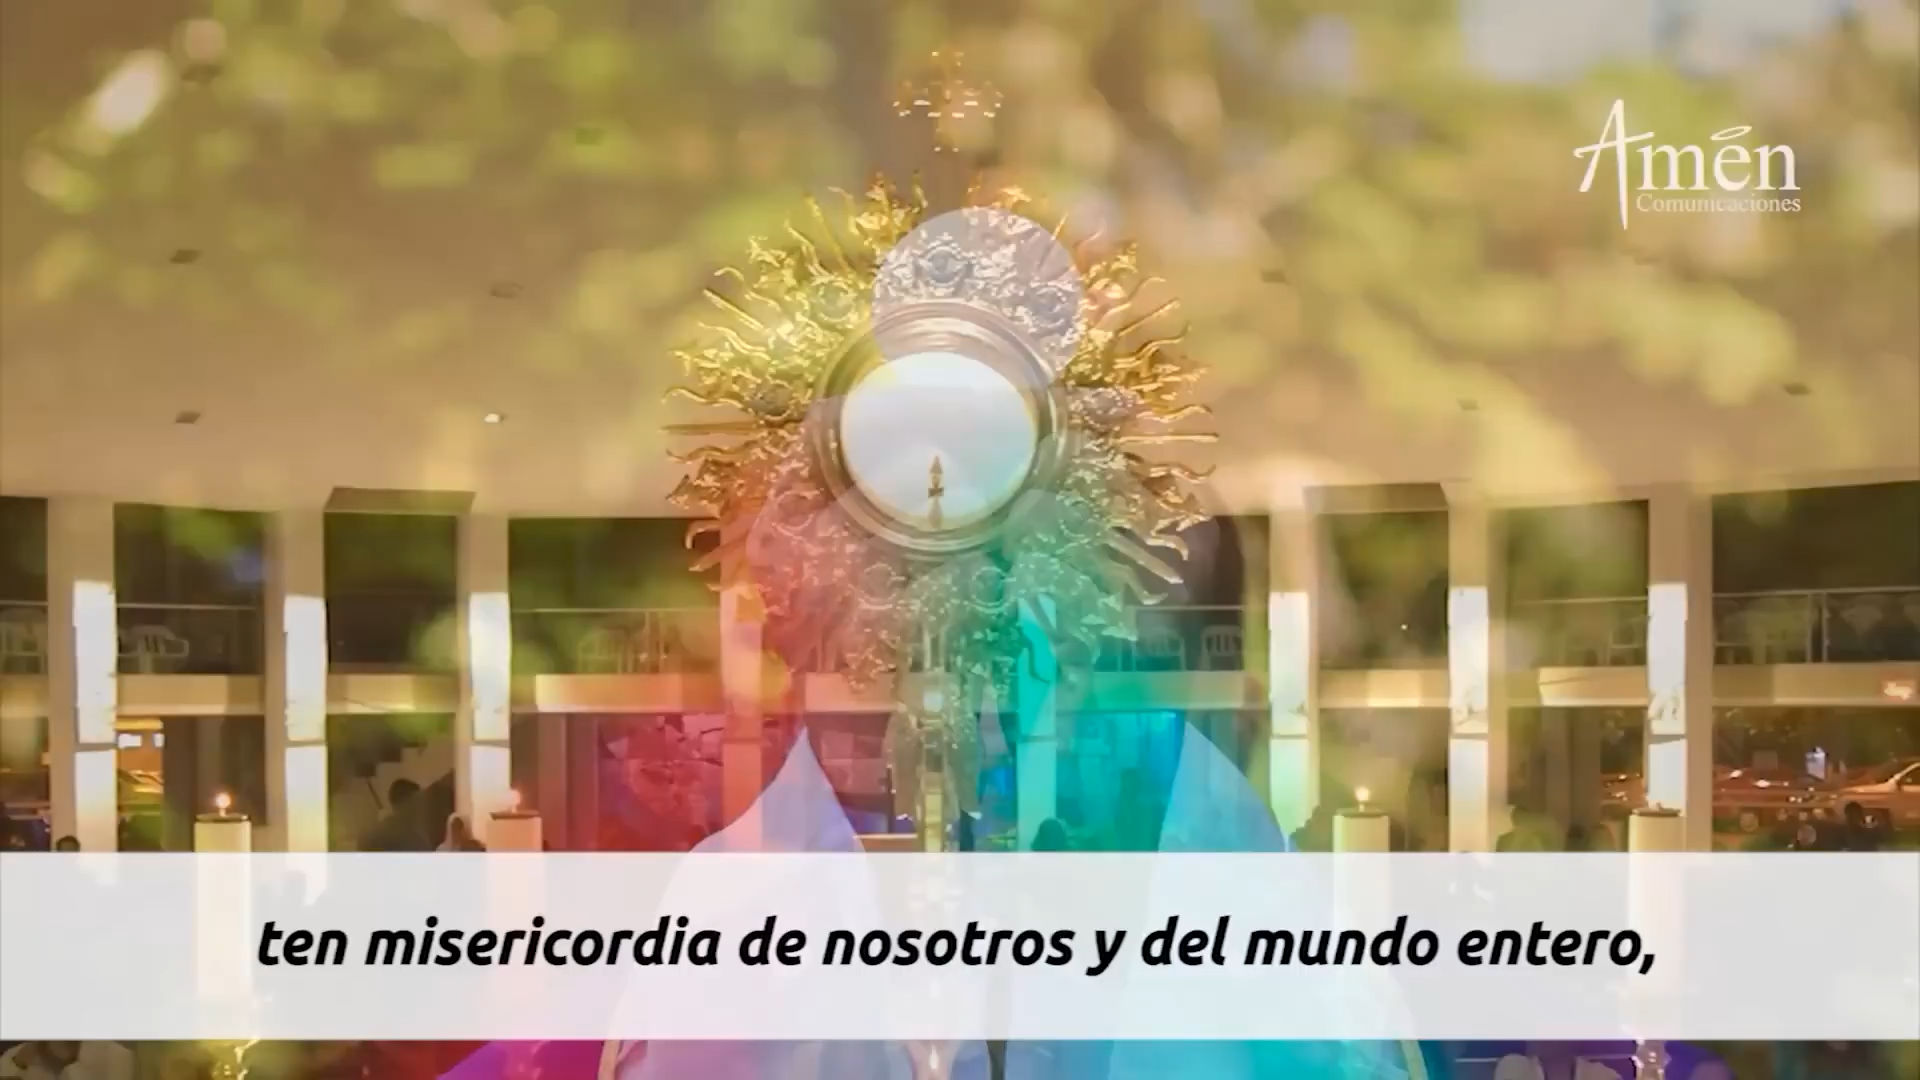 Amén
Comunicaciones
ten misericordia de nosotros y del mundo entero,